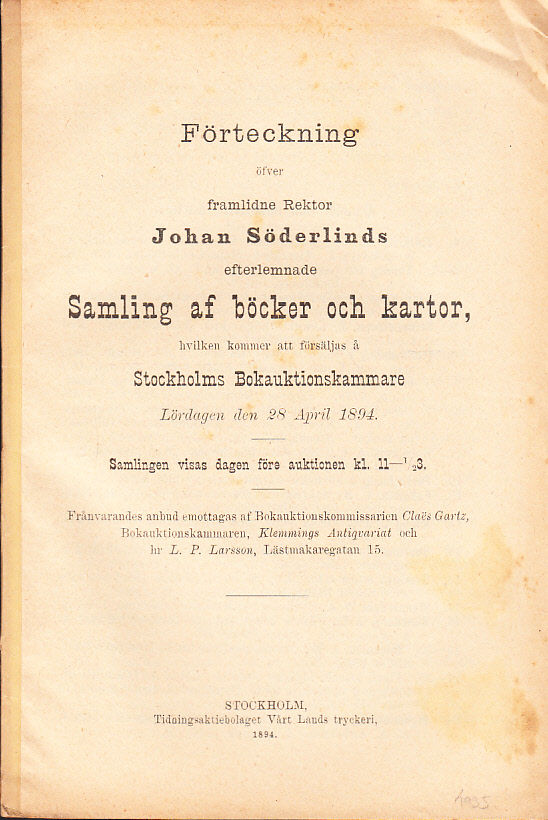 Förteckning
öfver
framlidne Rektor
Johan Söderlinds
efterlemnade
Samling af böcker och kartor,
hvilken kommer att försäljas å
Stockholms Bokauktionskammare
Lördagen den 28 April 1894.
Samlingen visas dagen före auktionen kl. 11—1/23.
Frånvarandes anbud emottagas af Bokauktionskommissarien Claës Gartz,
Bokauktionskammaren, Klemmings Antiqvariat och
hr L. P. Larsson, Lästmakaregatan 15.
STOCKHOLM,
Tidningsaktiebolaget Vårt Lands tryckeri,
1894.
1935